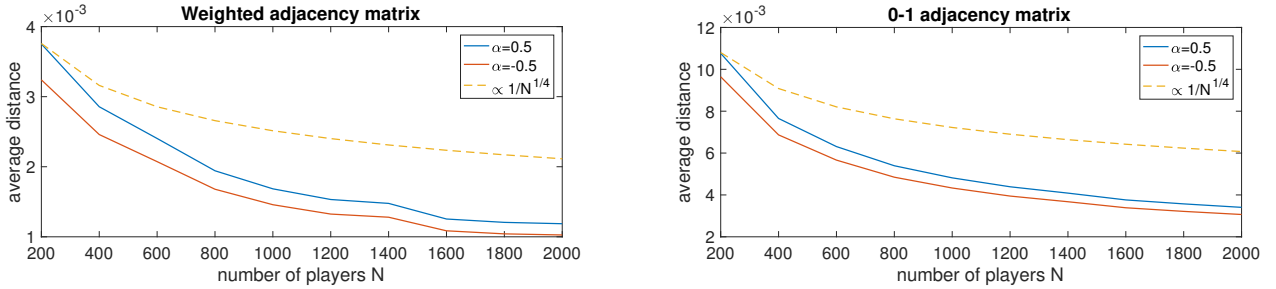 Weighted adjacency matrix
×10⁻³
4
3
2
1
average distance
200 400 600 800 1000 1200 1400 1600 1800 2000
number of players N
α=0.5
α=-0.5
∝ 1/N^{1/4}
0-1 adjacency matrix
×10⁻³
12
10
8
6
4
2
average distance
200 400 600 800 1000 1200 1400 1600 1800 2000
number of players N
α=0.5
α=-0.5
∝ 1/N^{1/4}